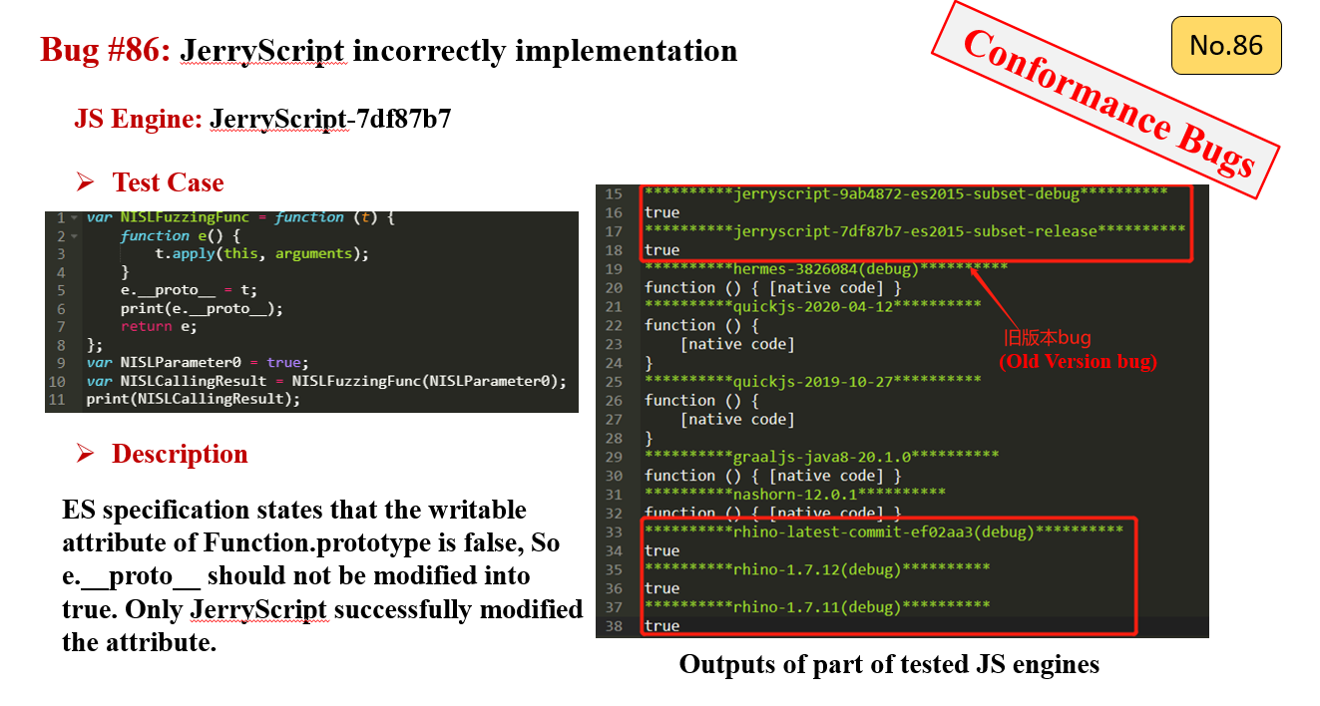 Bug #86: JerryScript incorrectly implementation
No.86
Conformance Bugs
JS Engine: JerryScript-7df87b7
➢ Test Case
1 var NISLFuzzingFunc = function (t) {
2     function e() {
3         t.apply(this, arguments);
4     }
5     e.__proto__ = t;
6     print(e.__proto__);
7     return e;
8 };
9 var NISLParameter0 = true;
10 var NISLCallingResult = NISLFuzzingFunc(NISLParameter0);
11 print(NISLCallingResult);
➢ Description
ES specification states that the writable
attribute of Function.prototype is false, So
e.__proto__ should not be modified into
true. Only JerryScript successfully modified
the attribute.
15 **********jerryscript-9ab4872-es2015-subset-debug**********
16 true
17 **********jerryscript-7df87b7-es2015-subset-release**********
18 true
19 **********hermes-3826084(debug)**********
20 function () { [native code] }
21 **********quickjs-2020-04-12**********
22 function () {
23     [native code]
24 }
25 **********quickjs-2019-10-27**********
26 function () {
27     [native code]
28 }
29 **********graaljs-java8-20.1.0**********
30 function () { [native code] }
31 **********nashorn-12.0.1**********
32 function () { [native code] }
33 **********rhino-latest-commit-ef02aa3(debug)**********
34 true
35 **********rhino-1.7.12(debug)**********
36 true
37 **********rhino-1.7.11(debug)**********
38 true
旧版本bug
(Old Version bug)
Outputs of part of tested JS engines